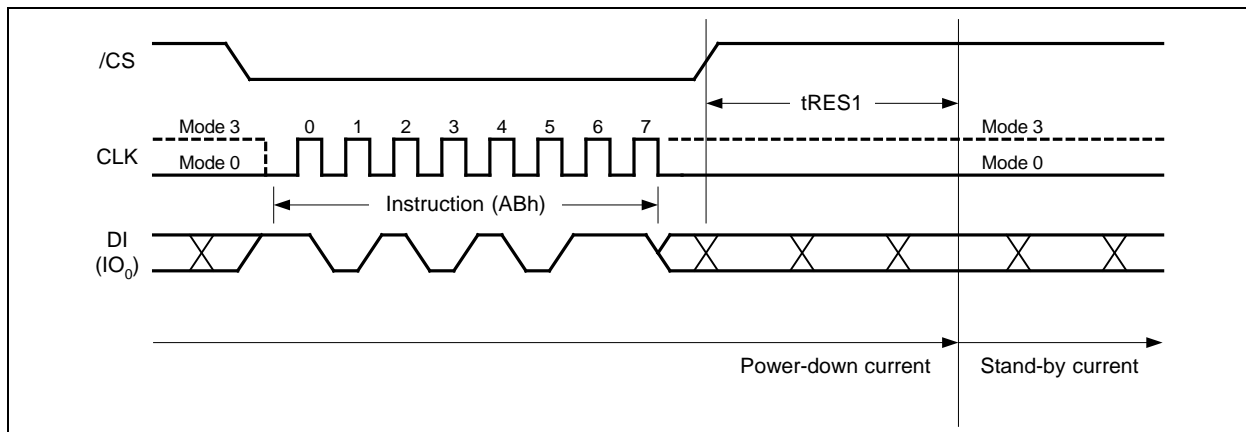 /CS
tRES1
Mode 3
0 1 2 3 4 5 6 7
Mode 3
CLK
Mode 0
Mode 0
Instruction (ABh)
DI
(IO₀)
Power-down current
Stand-by current